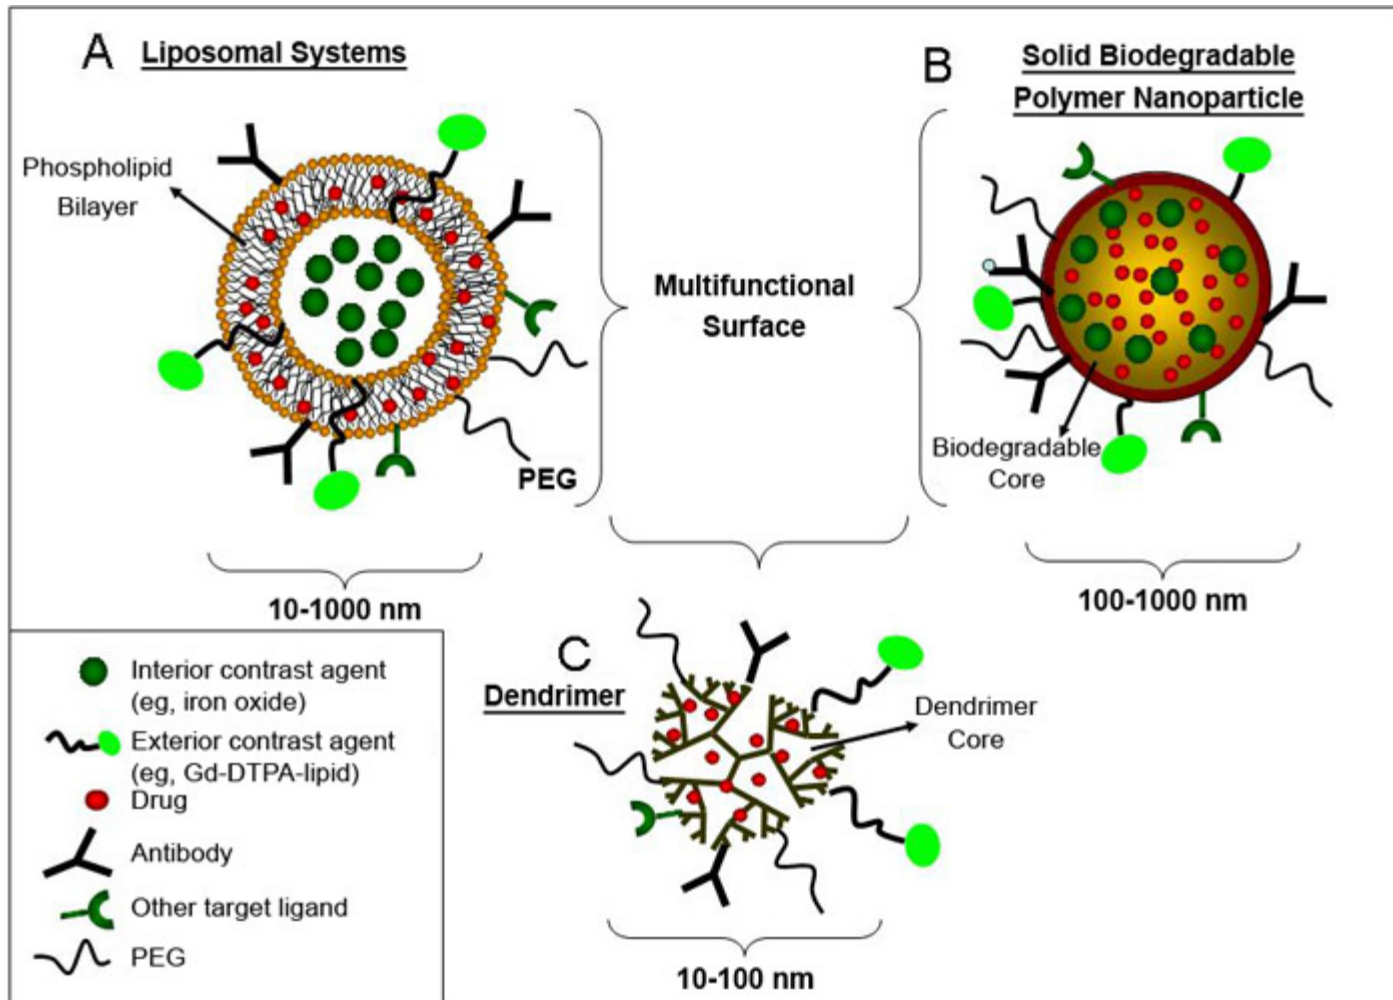 A Liposomal Systems
Phospholipid
Bilayer
PEG
10-1000 nm
Multifunctional
Surface
B Solid Biodegradable
Polymer Nanoparticle
Biodegradable
Core
100-1000 nm
C
Dendrimer
Dendrimer
Core
10-100 nm
Interior contrast agent
(eg, iron oxide)
Exterior contrast agent
(eg, Gd-DTPA-lipid)
Drug
Antibody
Other target ligand
PEG